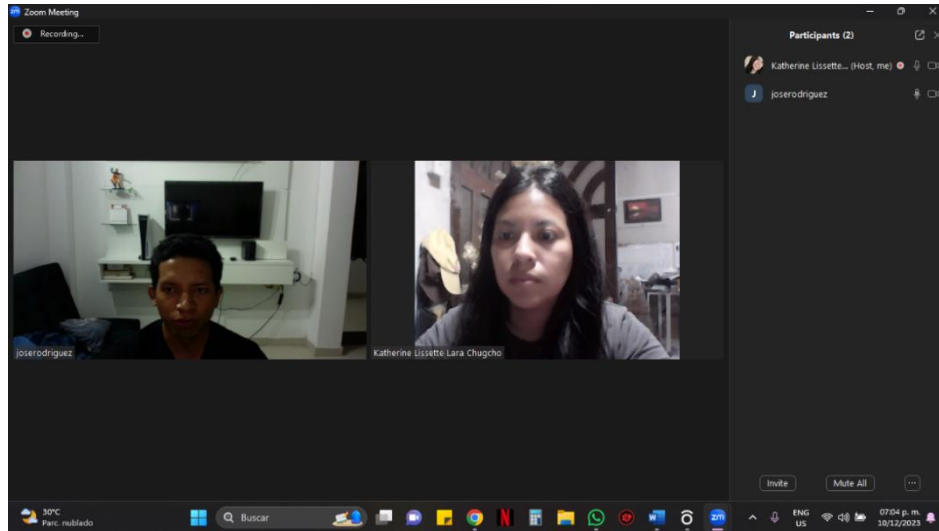 Zoom Meeting
Recording...
Participants (2)
Katherine Lissette... (Host, me)
J
joserodriguez
joserodriguez
Katherine Lissette Lara Chugcho
Invite
Mute All
...
30°C
Parc. nublado
Buscar
ENG
US
07:04 p. m.
10/12/2023
zm